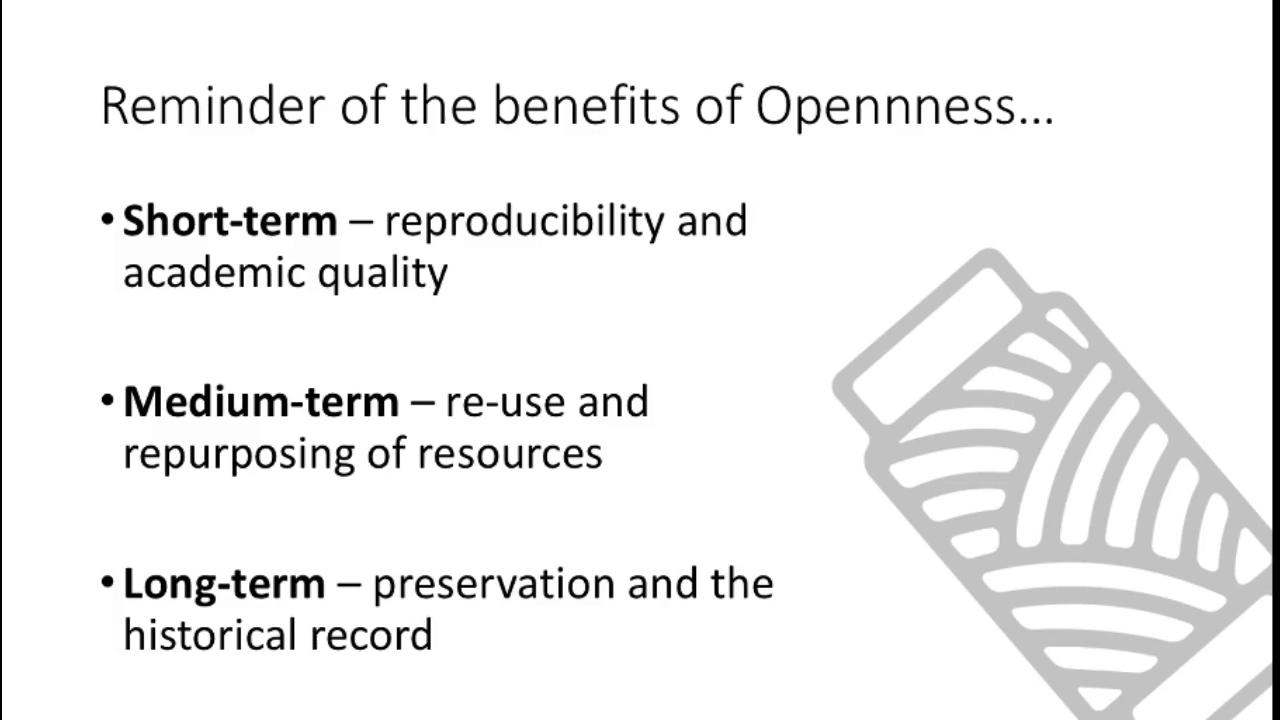 Reminder of the benefits of Opennness...
• Short-term – reproducibility and
academic quality
• Medium-term – re-use and
repurposing of resources
• Long-term – preservation and the
historical record